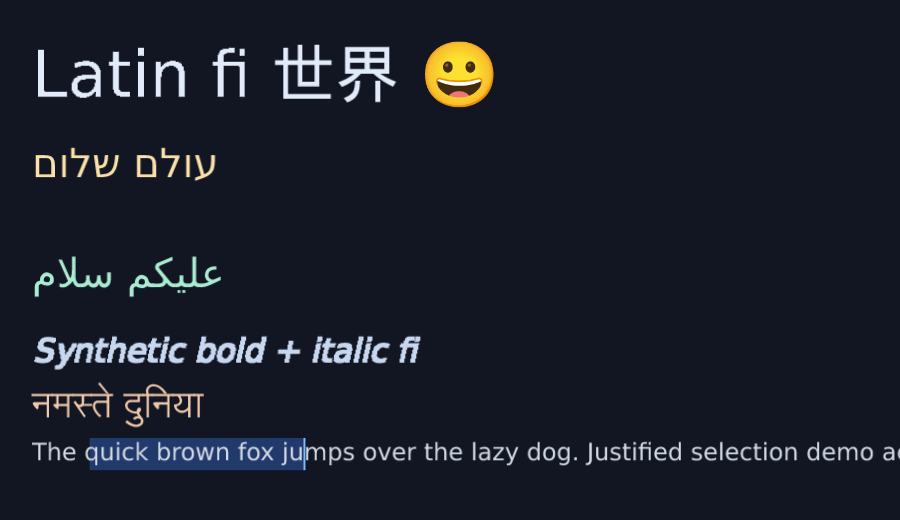 Latin fi 世界 😀
עולם שלום
عليكم سلام
Synthetic bold + italic fi
नमस्ते दुनिया
The quick brown fox jumps over the lazy dog. Justified selection demo